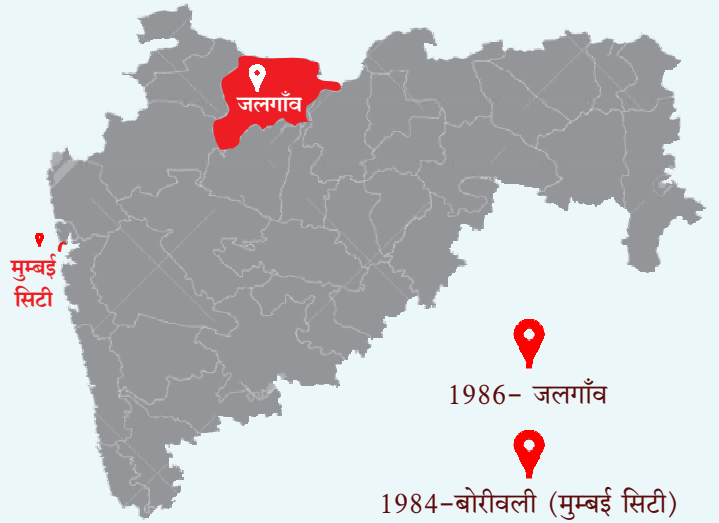 जलगाँव
मुम्बई
सिटी
1986- जलगाँव
1984-बोरीवली (मुम्बई सिटी)